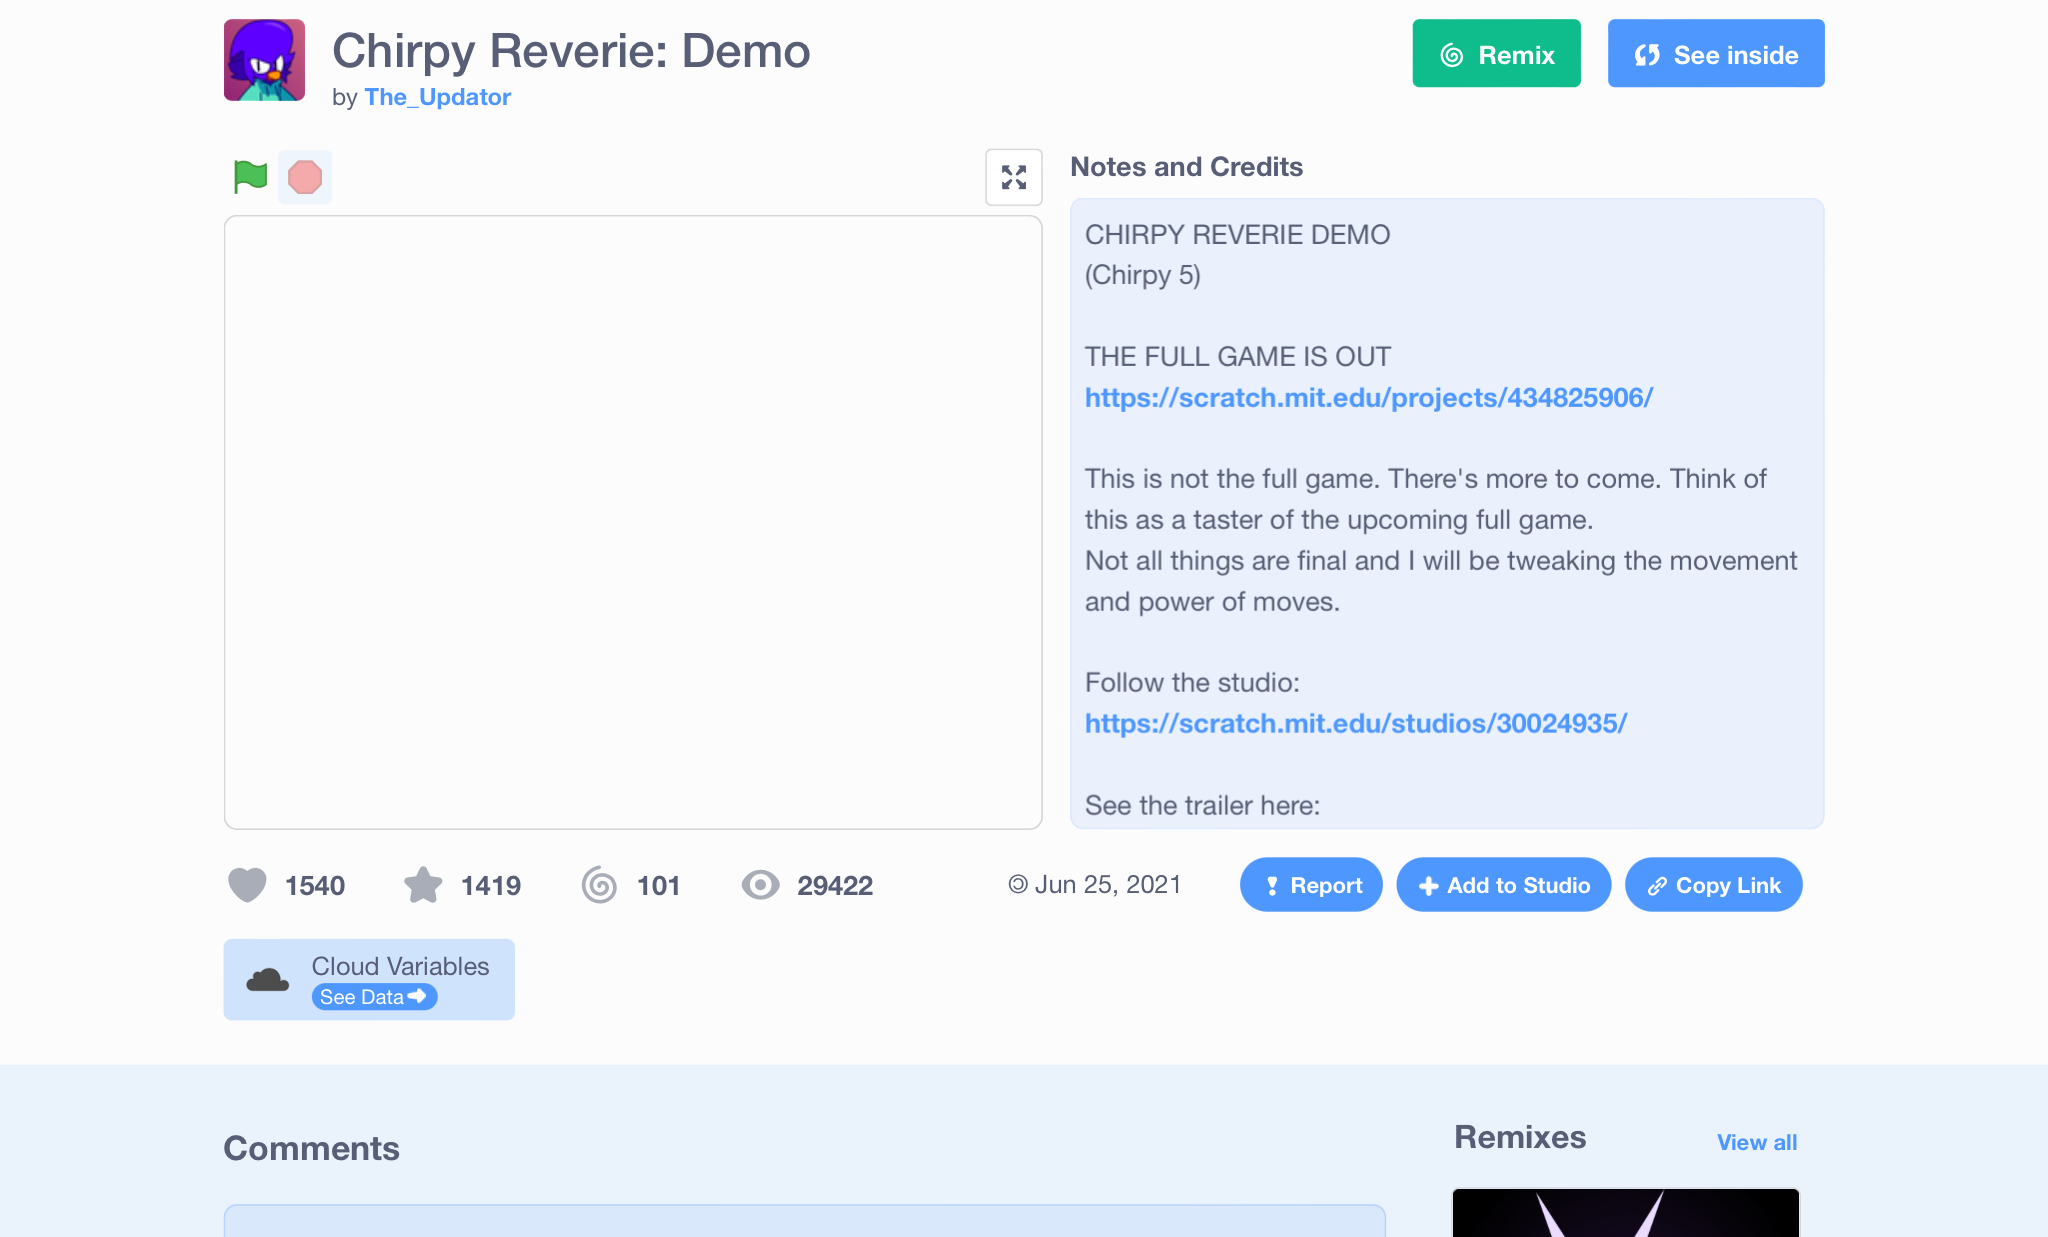 Chirpy Reverie: Demo
by The_Updator
Remix
See inside
Notes and Credits
CHIRPY REVERIE DEMO
(Chirpy 5)
THE FULL GAME IS OUT
https://scratch.mit.edu/projects/434825906/
This is not the full game. There's more to come. Think of
this as a taster of the upcoming full game.
Not all things are final and I will be tweaking the movement
and power of moves.
Follow the studio:
https://scratch.mit.edu/studios/30024935/
See the trailer here:
1540 1419 101 29422
Jun 25, 2021
Report
Add to Studio
Copy Link
Cloud Variables
See Data
Comments
Remixes
View all